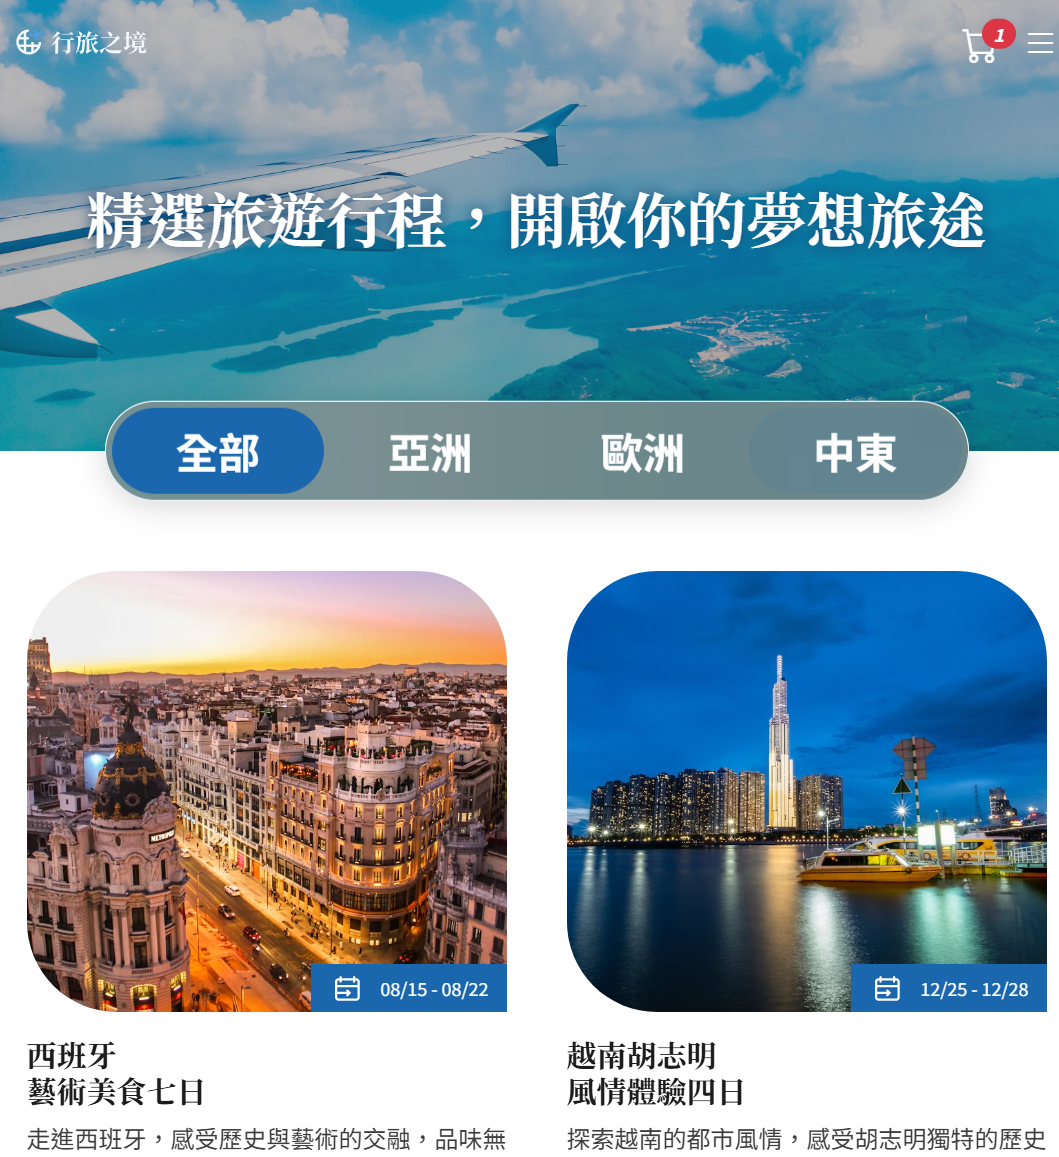 行旅之境
1
精選旅遊行程，開啟你的夢想旅途
全部
亞洲
歐洲
中東
METROPOLIS
08/15 - 08/22
12/25 - 12/28
西班牙
藝術美食七日
走進西班牙，感受歷史與藝術的交融，品味無
越南胡志明
風情體驗四日
探索越南的都市風情，感受胡志明獨特的歷史